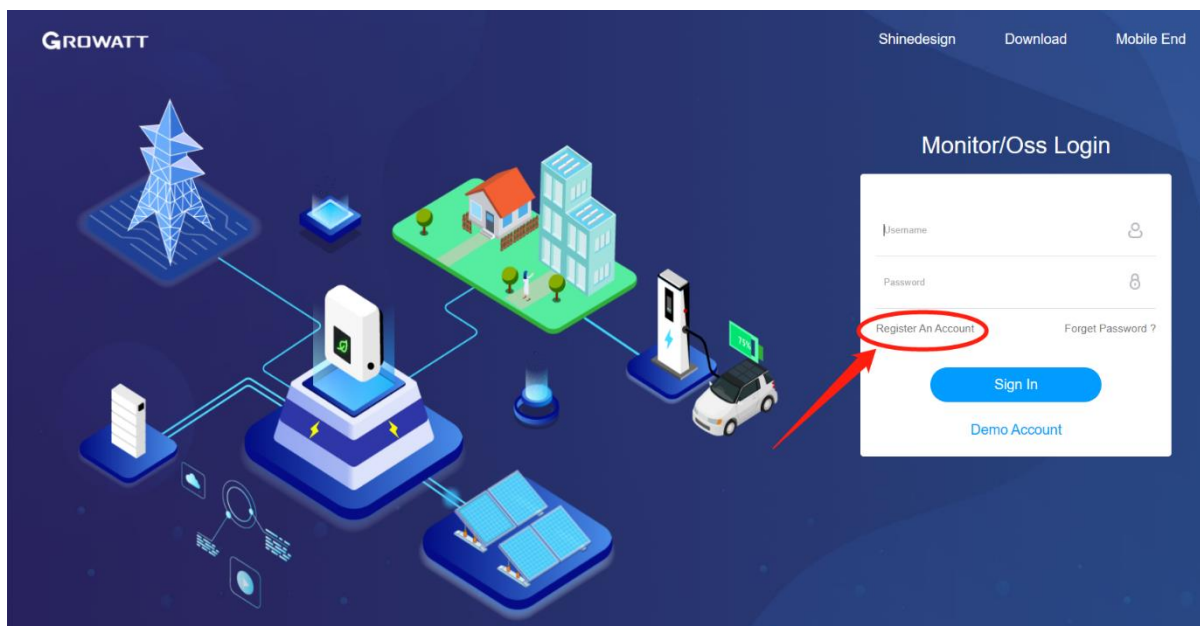 GROWATT
Shinedesign Download Mobile End
Monitor/Oss Login
Username
Password
Register An Account Forget Password ?
Sign In
Demo Account
75%